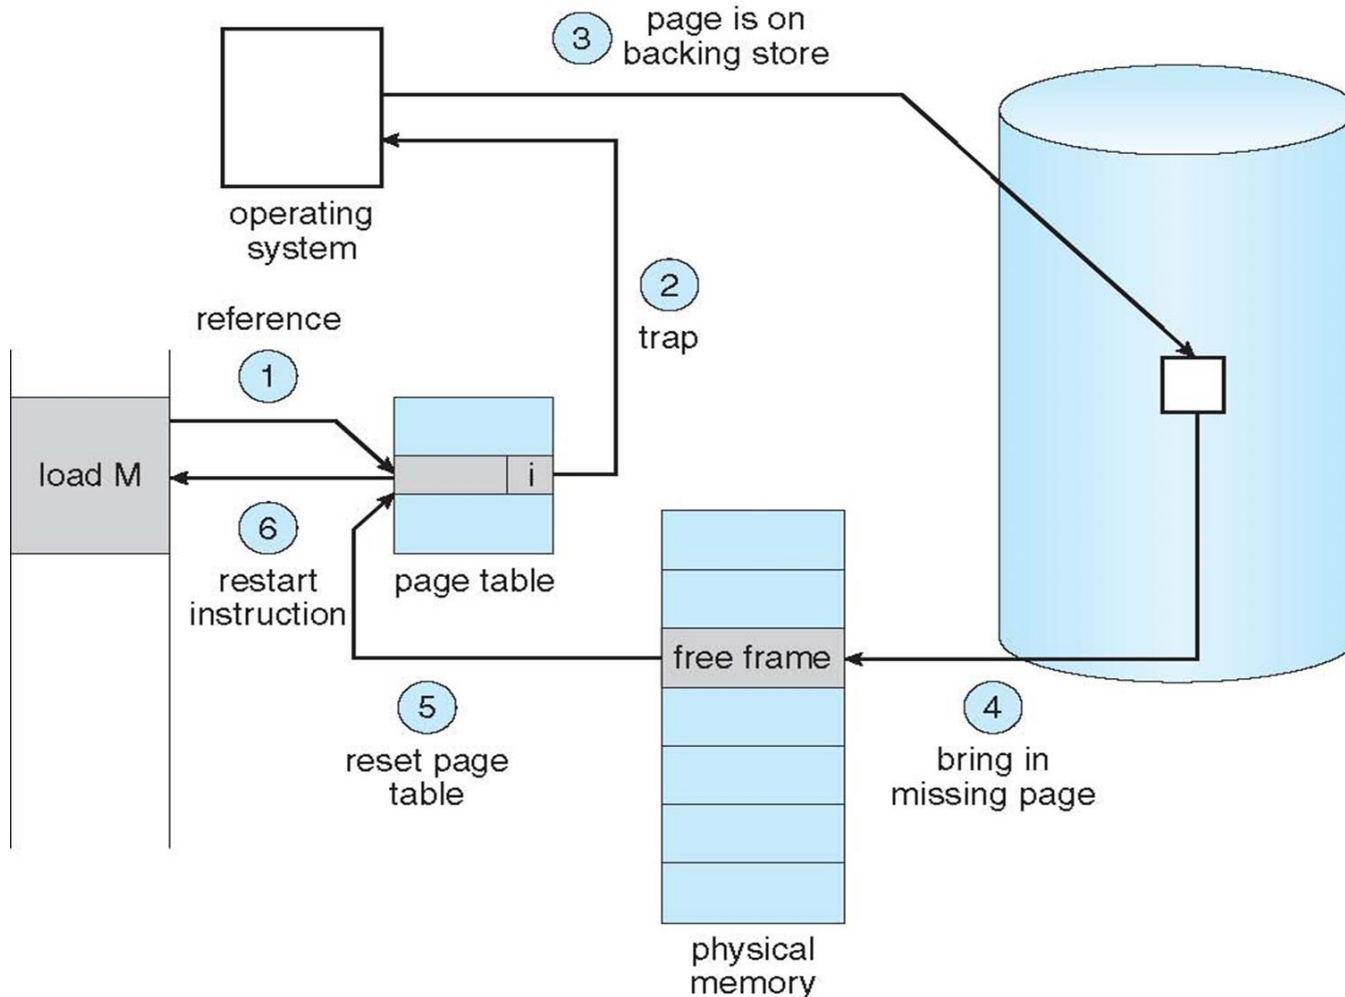 3
page is on
backing store
operating
system
2
trap
reference
1
load M
i
6
restart
instruction
page table
free frame
5
reset page
table
4
bring in
missing page
physical
memory